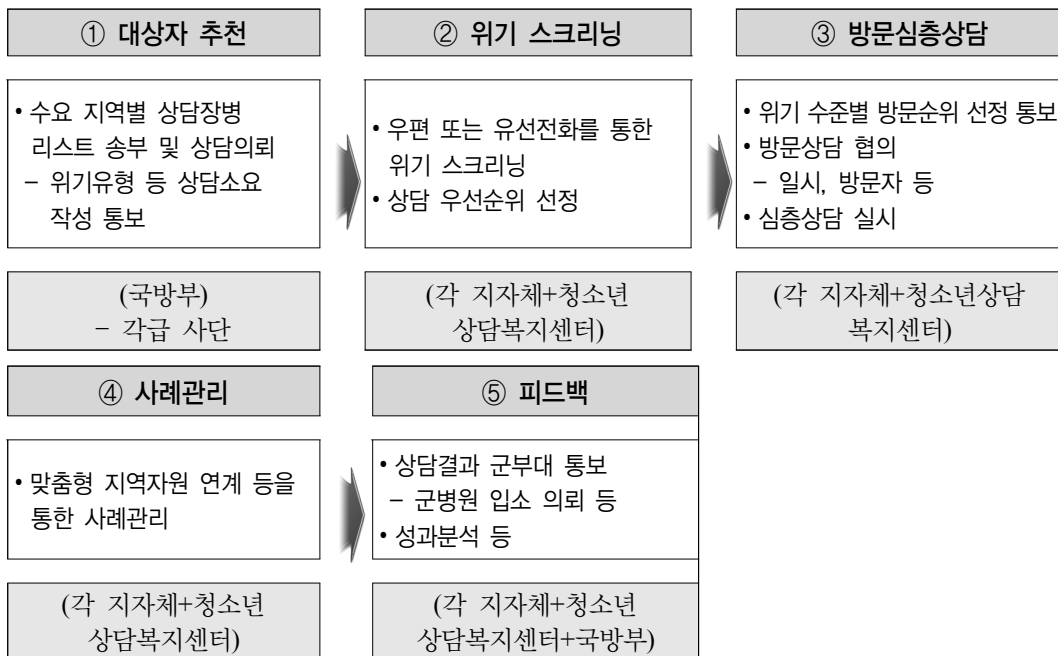 ① 대상자 추천
• 수요 지역별 상담장병
리스트 송부 및 상담의뢰
– 위기유형 등 상담소요
작성 통보
(국방부)
– 각급 사단
② 위기 스크리닝
• 우편 또는 유선전화를 통한
위기 스크리닝
• 상담 우선순위 선정
(각 지자체+청소년
상담복지센터)
③ 방문심층상담
• 위기 수준별 방문순위 선정 통보
• 방문상담 협의
– 일시, 방문자 등
• 심층상담 실시
(각 지자체+청소년상담
복지센터)
④ 사례관리
• 맞춤형 지역자원 연계 등을
통한 사례관리
(각 지자체+청소년
상담복지센터)
⑤ 피드백
• 상담결과 군부대 통보
– 군병원 입소 의뢰 등
• 성과분석 등
(각 지자체+청소년
상담복지센터+국방부)